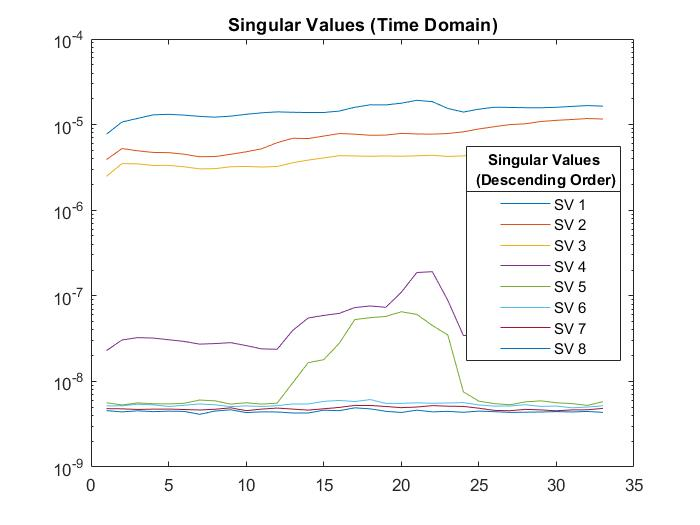 Singular Values (Time Domain)
10-4
10-5
10-6
10-7
10-8
10-9
Singular Values
(Descending Order)
SV 1
SV 2
SV 3
SV 4
SV 5
SV 6
SV 7
SV 8
0 5 10 15 20 25 30 35